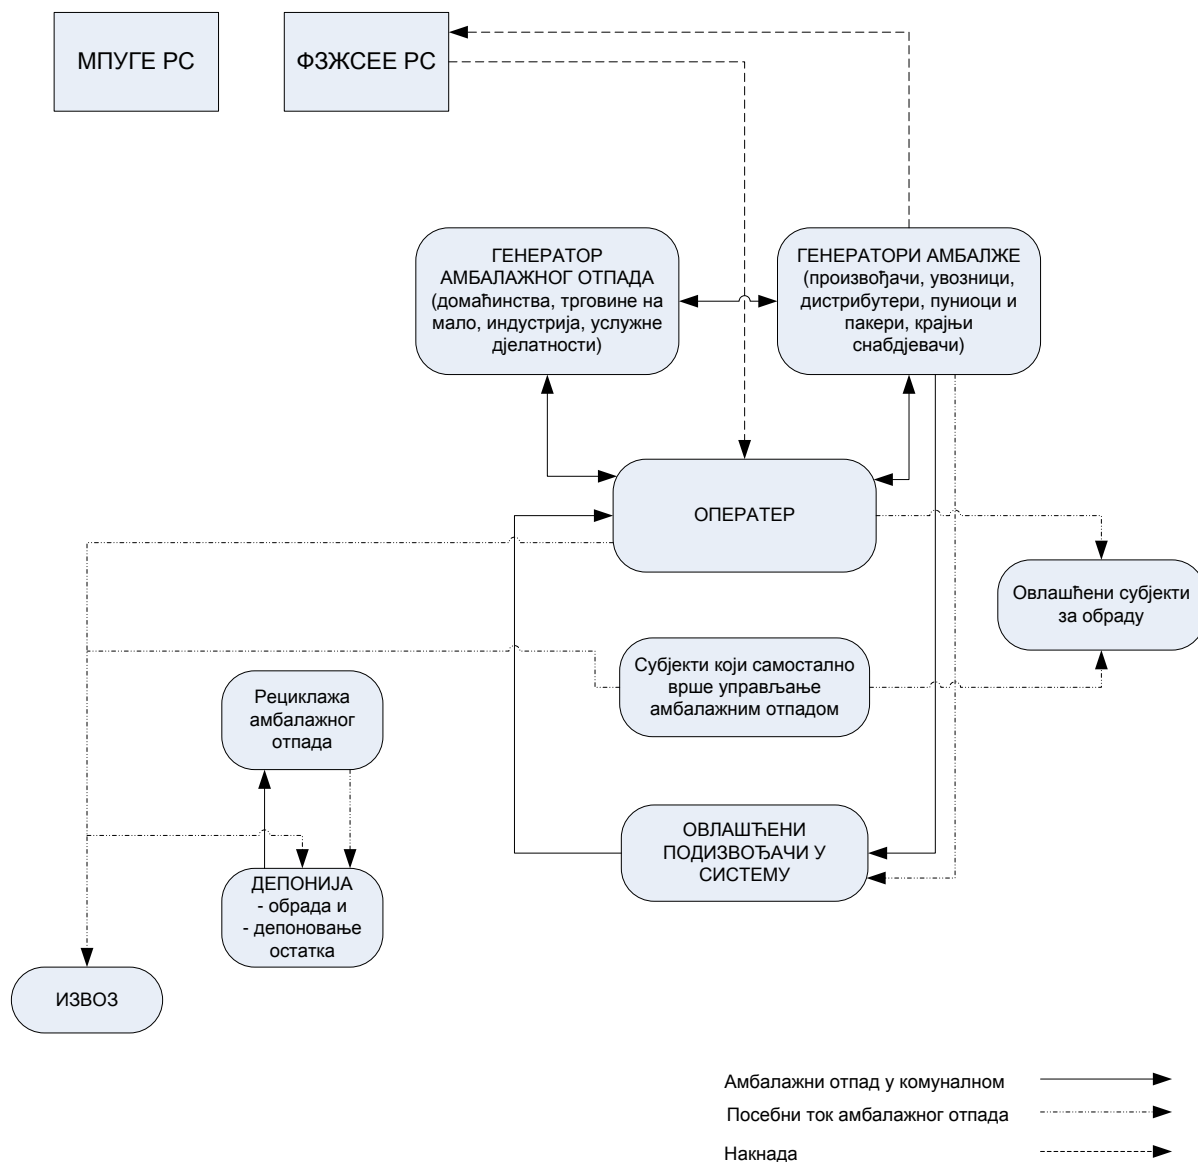 МПУГЕ РС
ФЗЖСЕЕ РС
ГЕНЕРАТОР
АМБАЛАЖНОГ ОТПАДА
(домаћинства, трговине на
мало, индустрија, услужне
дјелатности)
ГЕНЕРАТОРИ АМБАЛЖЕ
(произвођачи, увозници,
дистрибутери, пуниоци и
пакери, крајњи
снабдјевачи)
ОПЕРАТЕР
Овлашћени субјекти
за обраду
Субјекти који самостално
врше управљање
амбалажним отпадом
Рециклажа
амбалажног
отпада
ОВЛАШЋЕНИ
ПОДИЗВОЂАЧИ У
СИСТЕМУ
ДЕПОНИЈА
- обрада и
- депоновање
остатка
ИЗВОЗ
Амбалажни отпад у комуналном
Посебни ток амбалажног отпада
Накнада